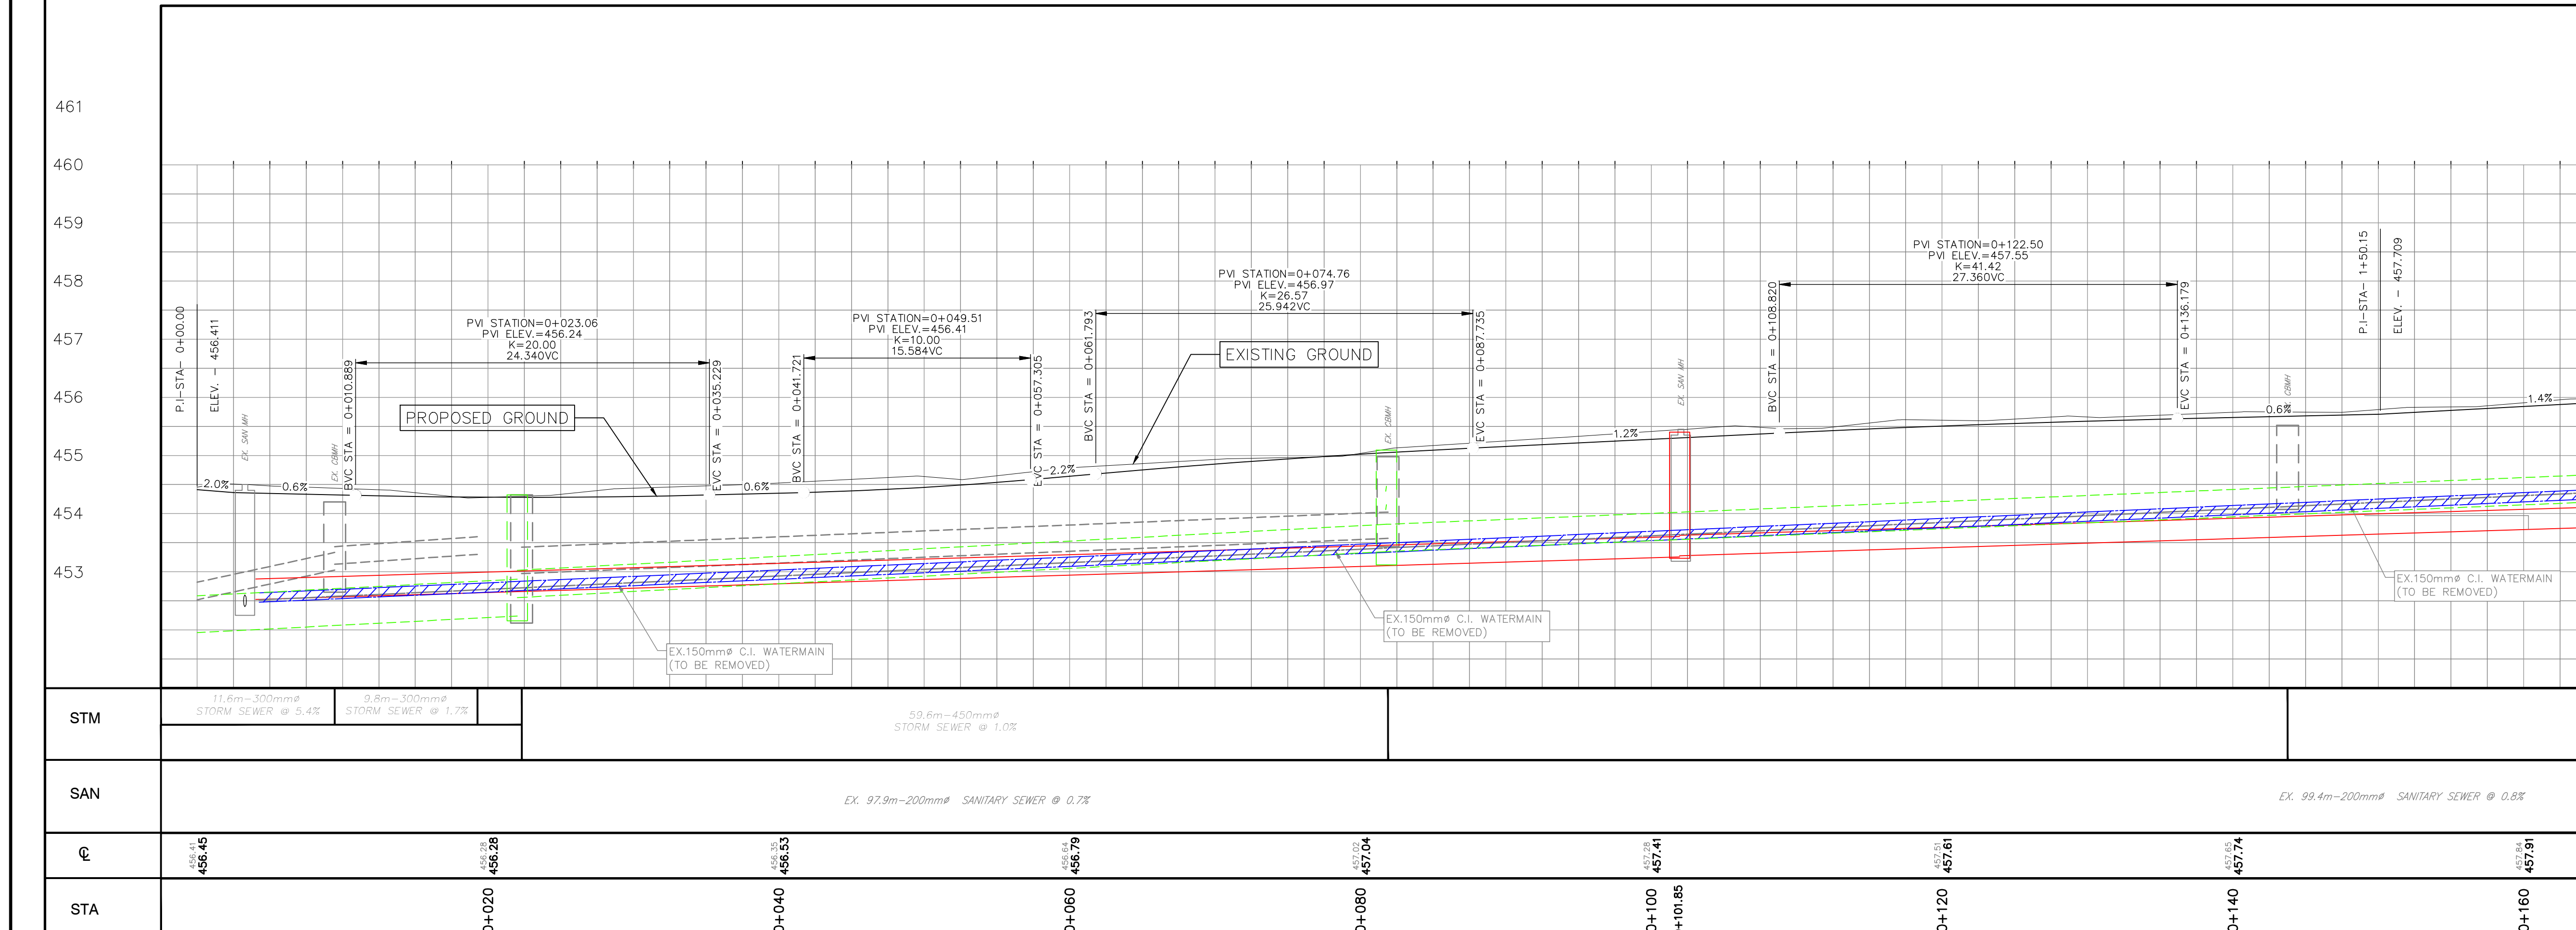 461
460
459
458
457
456
455
454
453
P.I-STA- 0+00.00
ELEV. - 456.411
EX. SAN MH
EX. CBMH
BVC STA = 0+010.889
PVI STATION=0+023.06
PVI ELEV.=456.24
K=20.00
24.340VC
EVC STA = 0+035.229
PROPOSED GROUND
BVC STA = 0+041.721
PVI STATION=0+049.51
PVI ELEV.=456.41
K=10.00
15.584VC
EVC STA = 0+057.305
BVC STA = 0+061.793
PVI STATION=0+074.76
PVI ELEV.=456.97
K=26.57
25.942VC
EVC STA = 0+087.735
EXISTING GROUND
EX. CBMH
EX. SAN MH
BVC STA = 0+108.820
PVI STATION=0+122.50
PVI ELEV.=457.55
K=41.42
27.360VC
EVC STA = 0+136.179
EX. CBMH
P.I-STA- 1+50.15
ELEV. - 457.709
2.0%
0.6%
0.6%
2.2%
1.2%
0.6%
1.4%
EX.150mmø C.I. WATERMAIN
(TO BE REMOVED)
EX.150mmø C.I. WATERMAIN
(TO BE REMOVED)
EX.150mmø C.I. WATERMAIN
(TO BE REMOVED)
STM
11.6m-300mmø
STORM SEWER @ 5.4%
9.8m-300mmø
STORM SEWER @ 1.7%
59.6m-450mmø
STORM SEWER @ 1.0%
SAN
EX. 97.9m-200mmø SANITARY SEWER @ 0.7%
EX. 99.4m-200mmø SANITARY SEWER @ 0.8%
℄
456.41
456.45
456.28
456.28
456.35
456.53
456.64
456.79
457.02
457.04
457.28
457.41
457.51
457.61
457.65
457.74
457.84
457.91
STA
0+020
0+040
0+060
0+080
0+100
+101.85
0+120
0+140
0+160